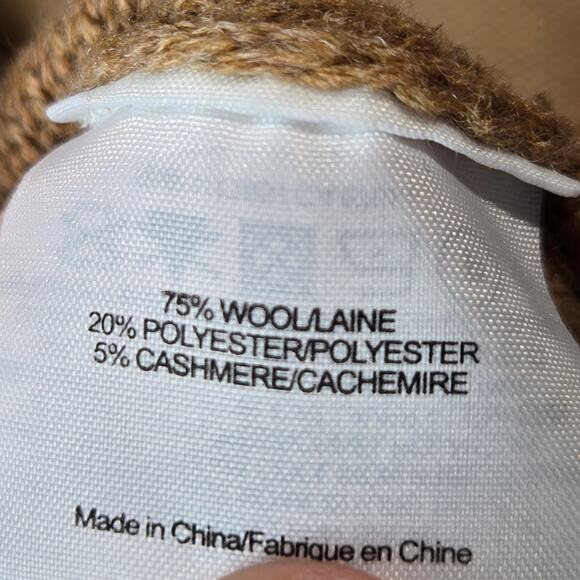 75% WOOL/LAINE
20% POLYESTER/POLYESTER
5% CASHMERE/CACHEMIRE
Made in China/Fabrique en Chine